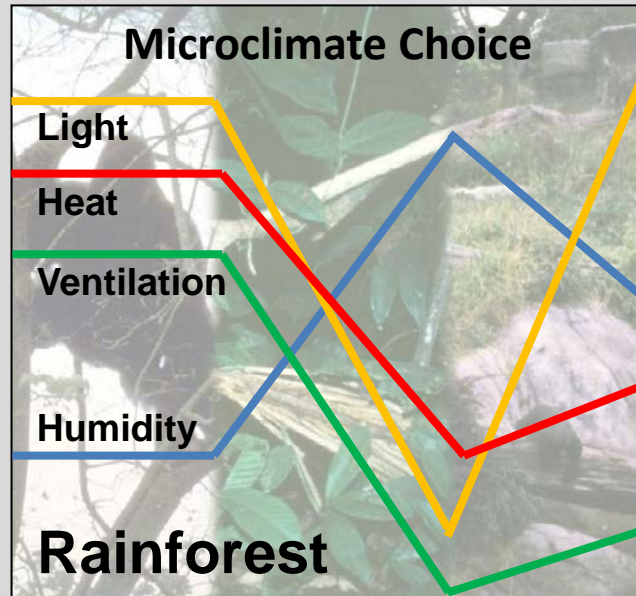 Microclimate Choice
Light
Heat
Ventilation
Humidity
Rainforest